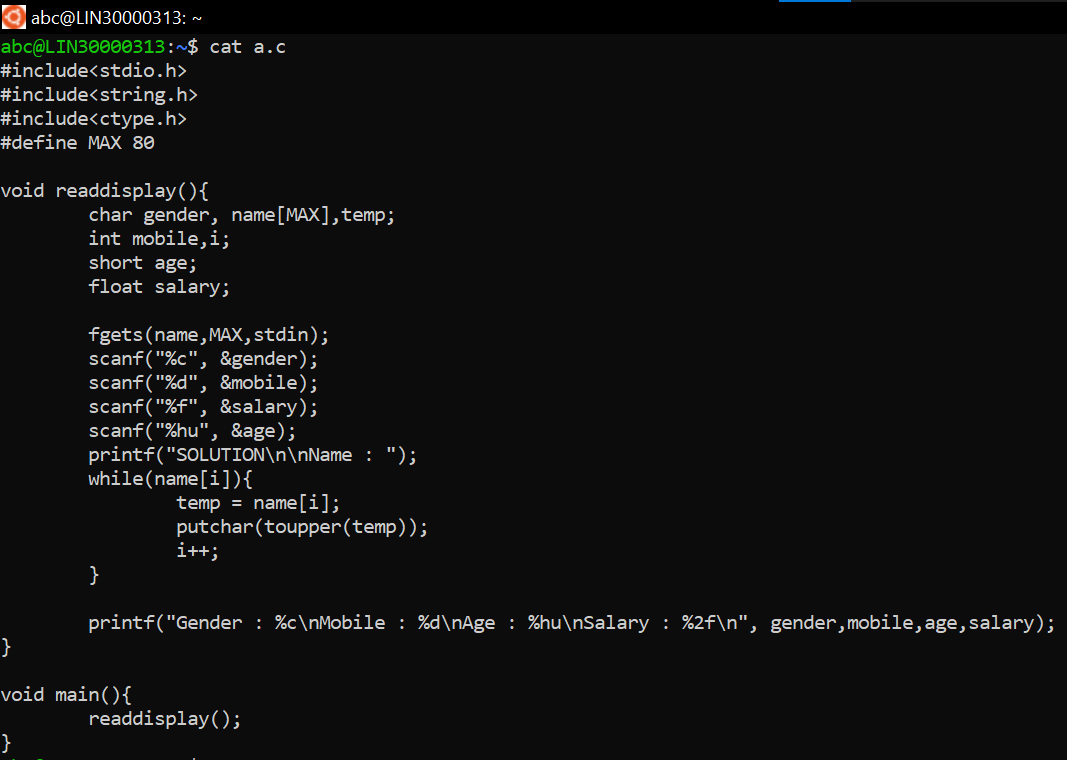 abc@LIN30000313: ~
abc@LIN30000313:~$ cat a.c
#include<stdio.h>
#include<string.h>
#include<ctype.h>
#define MAX 80

void readdisplay(){
        char gender, name[MAX],temp;
        int mobile,i;
        short age;
        float salary;

        fgets(name,MAX,stdin);
        scanf("%c", &gender);
        scanf("%d", &mobile);
        scanf("%f", &salary);
        scanf("%hu", &age);
        printf("SOLUTION\n\nName : ");
        while(name[i]){
                temp = name[i];
                putchar(toupper(temp));
                i++;
        }

        printf("Gender : %c\nMobile : %d\nAge : %hu\nSalary : %2f\n", gender,mobile,age,salary);
}

void main(){
        readdisplay();
}